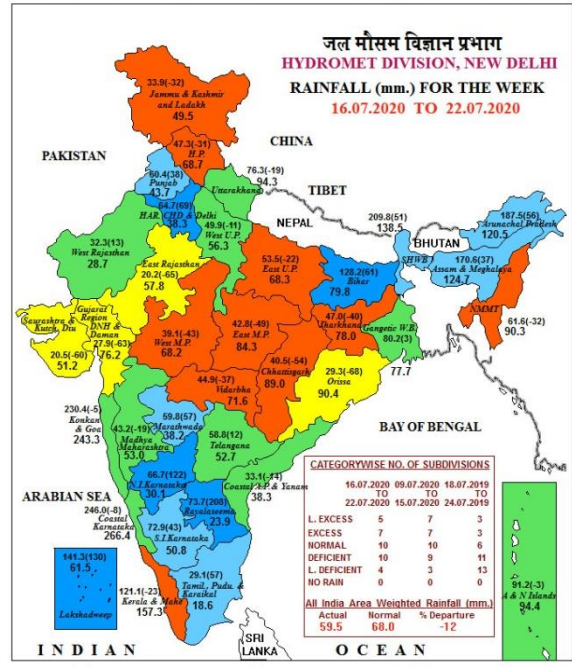 जल मौसम विज्ञान प्रभाग
HYDROMET DIVISION, NEW DELHI
RAINFALL (mm.) FOR THE WEEK
16.07.2020 TO 22.07.2020
33.9(-32)
Jammu & Kashmir
and Ladakh
49.5
CHINA
47.3(-31)
H.P.
68.7
PAKISTAN
60.4(38)
Punjab
43.7
76.3(-19)
94.3
Uttarakhand
TIBET
64.7(69)
HAR. CHD & Delhi
38.3
NEPAL
209.8(51)
138.5
187.5(56)
Arunachal Pradesh
120.5
BHUTAN
49.9(-11)
West U.P.
56.3
32.3(13)
West Rajasthan
28.7
East Rajasthan
20.2(-65)
57.8
53.5(-22)
East U.P.
68.3
128.2(61)
Bihar
79.8
SHWB
170.6(37)
Assam & Meghalaya
124.7
NMMT
61.6(-32)
90.3
Saurashtra &
Kutch, Diu
20.5(-60)
51.2
Gujarat
Region
DNH &
Daman
27.9(-63)
76.2
39.1(-43)
West M.P.
68.2
42.8(-49)
East M.P.
84.3
47.0(-40)
Jharkhand
78.0
Gangetic W.B.
80.2(3)
77.7
40.5(-54)
Chhattisgarh
89.0
29.3(-68)
Orissa
90.4
44.9(-37)
Vidarbha
71.6
230.4(-5)
Konkan
& Goa
243.3
43.2(-19)
Madhya
Maharashtra
53.0
59.8(57)
Marathwada
38.2
58.8(12)
Telangana
52.7
BAY OF BENGAL
33.1(-14)
Coastal A.P. & Yanam
38.3
66.7(122)
N.I.Karnataka
30.1
73.7(208)
Rayalaseema
23.9
ARABIAN SEA
246.0(-8)
Coastal
Karnataka
266.4
72.9(43)
S.I.Karnataka
50.8
141.3(130)
61.5
Lakshadweep
121.1(-23)
Kerala & Mahe
157.3
29.1(57)
Tamil, Pudu. &
Karaikal
18.6
CATEGORYWISE NO. OF SUBDIVISIONS
16.07.2020 09.07.2020 18.07.2019
TO TO TO
22.07.2020 15.07.2020 24.07.2019
L. EXCESS 5 7 3
EXCESS 7 7 3
NORMAL 10 10 6
DEFICIENT 10 9 11
L. DEFICIENT 4 3 13
NO RAIN 0 0 0
All India Area Weighted Rainfall (mm.)
Actual Normal % Departure
59.5 68.0 -12
91.2(-3)
A & N Islands
94.4
SRI
LANKA
INDIAN OCEAN